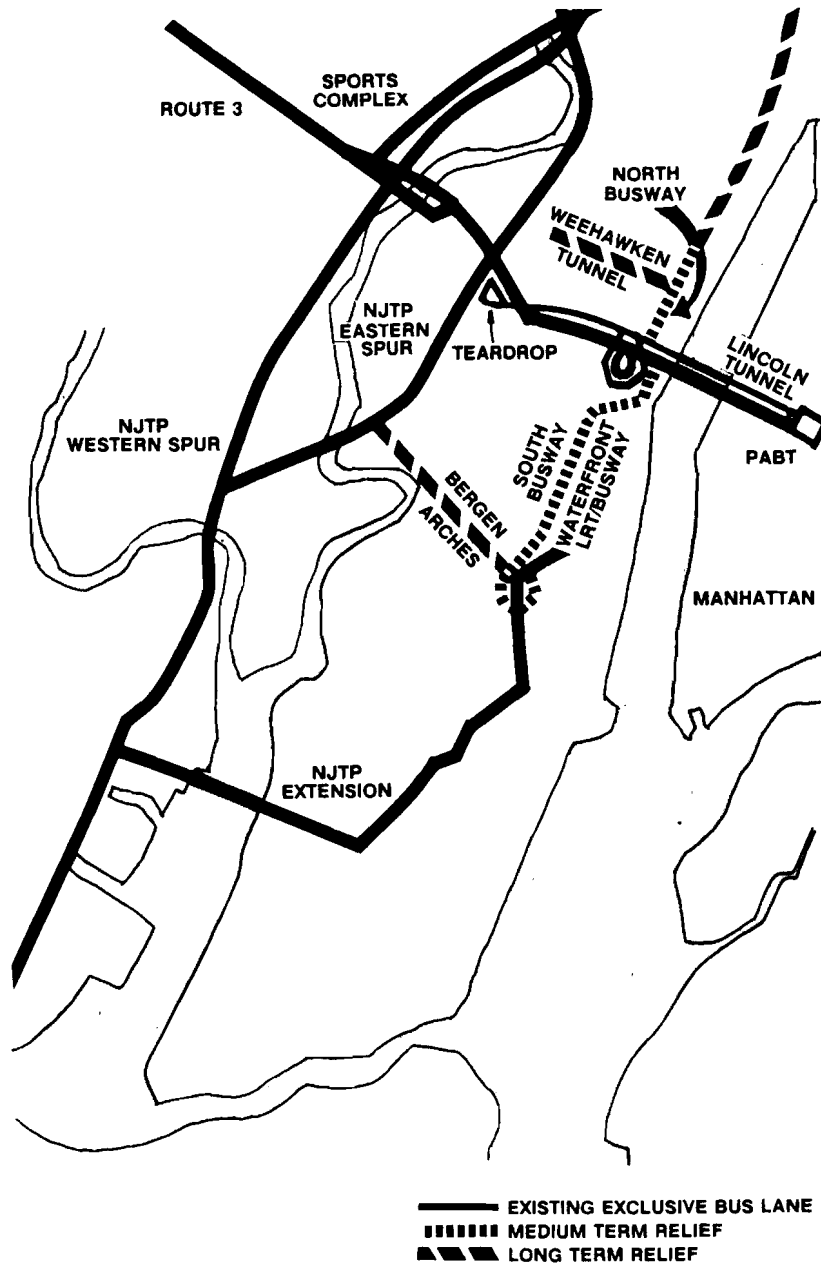 SPORTS
COMPLEX
ROUTE 3
NORTH
BUSWAY
WEEHAWKEN
TUNNEL
NJTP
EASTERN
SPUR
TEARDROP
LINCOLN
TUNNEL
NJTP
WESTERN SPUR
PABT
SOUTH
BUSWAY
WATERFRONT
LRT/BUSWAY
BERGEN
ARCHES
MANHATTAN
NJTP
EXTENSION
EXISTING EXCLUSIVE BUS LANE
MEDIUM TERM RELIEF
LONG TERM RELIEF